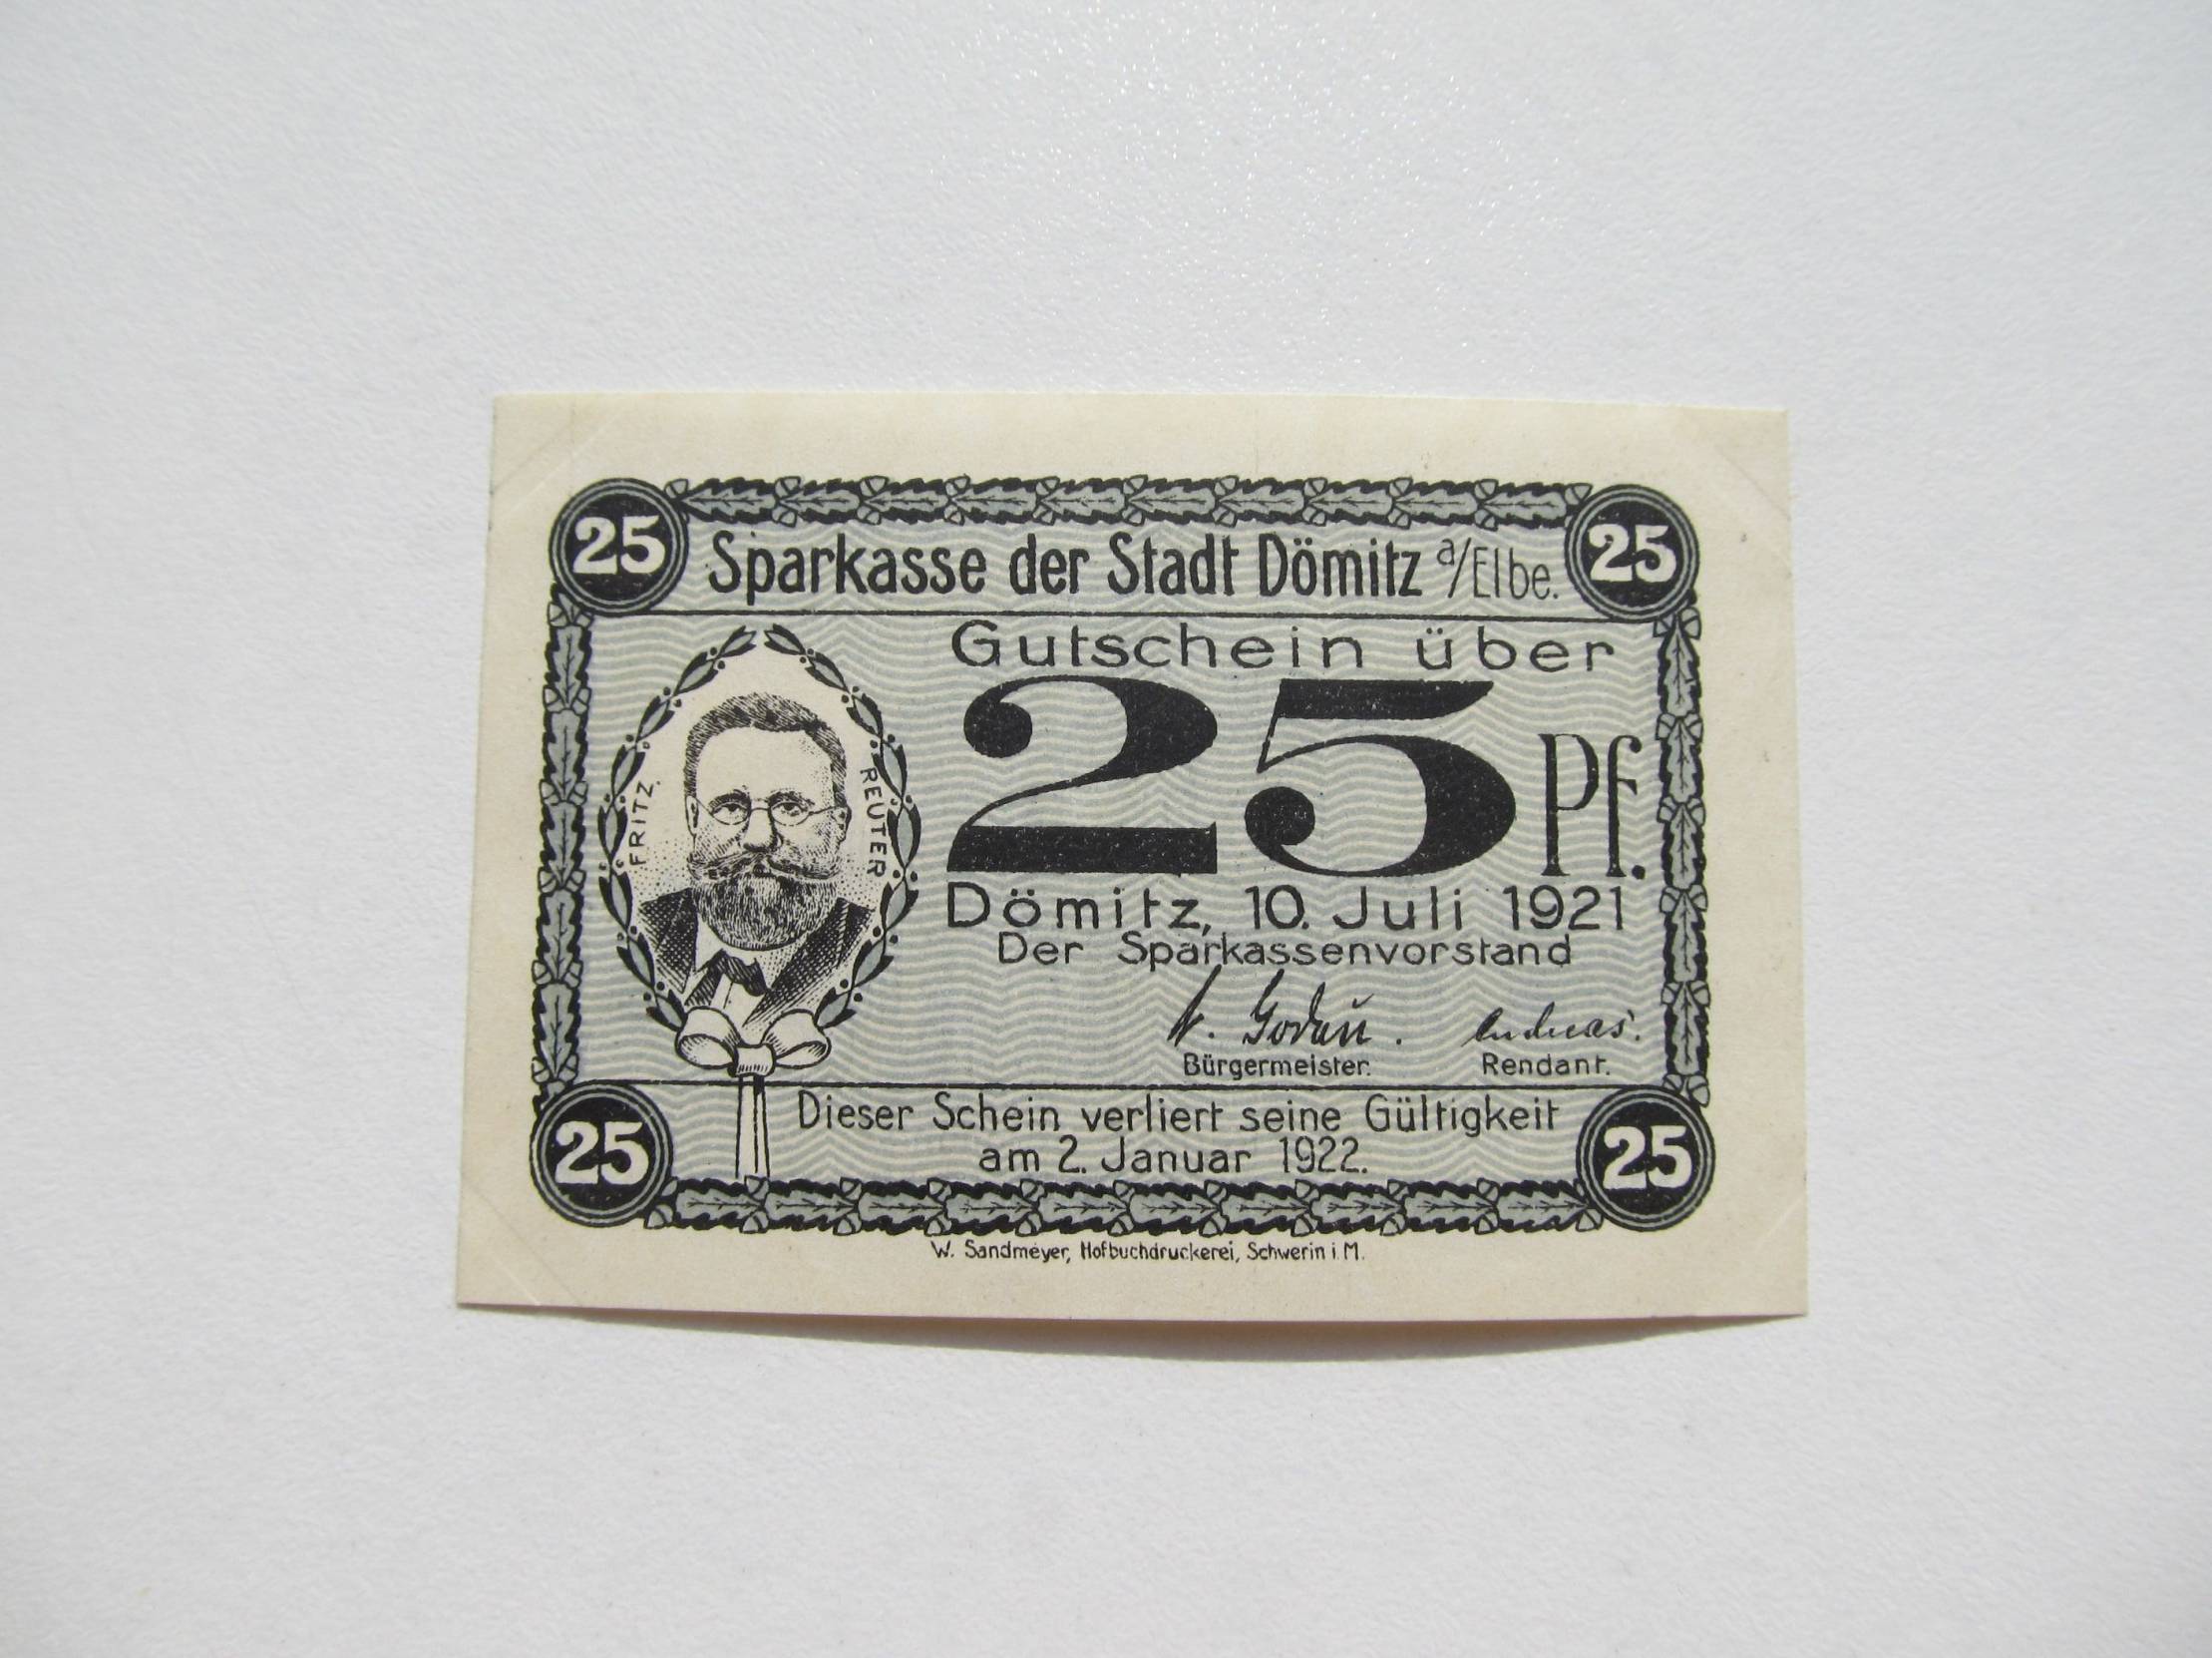 25
Sparkasse der Stadt Dömitz a/Elbe.
25
Gutschein über
25 Pf.
FRITZ REUTER
Dömitz, 10. Juli 1921
Der Sparkassenvorstand
Bürgermeister. Rendant.
Dieser Schein verliert seine Gültigkeit
am 2. Januar 1922.
25
25
W. Sandmeyer, Hofbuchdruckerei, Schwerin i. M.